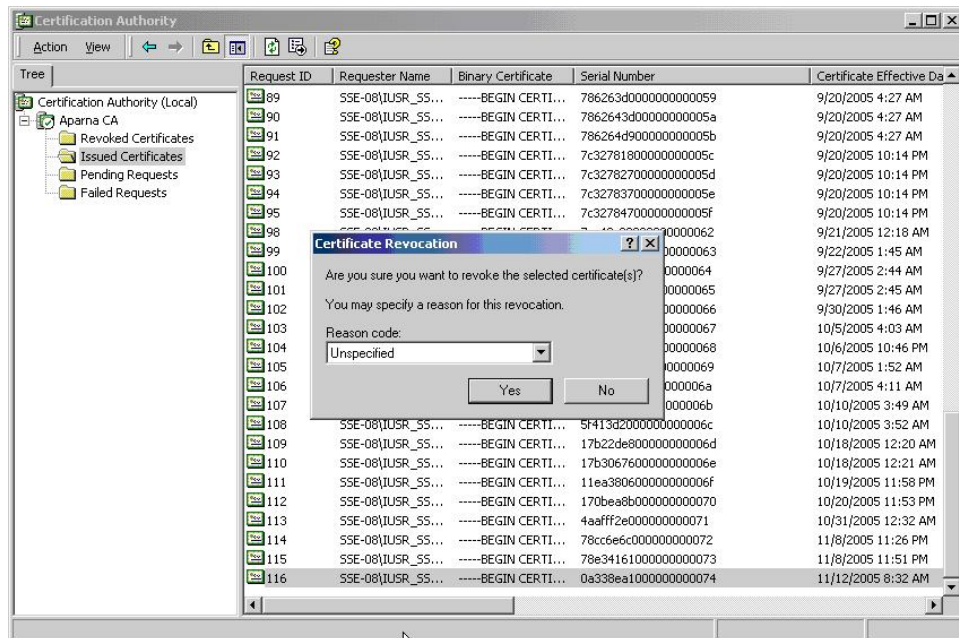 Certification Authority
Action View
Tree
Certification Authority (Local)
Aparna CA
Revoked Certificates
Issued Certificates
Pending Requests
Failed Requests
Request ID Requester Name Binary Certificate Serial Number Certificate Effective Da
89 SSE-08\IUSR_SS... -----BEGIN CERTI... 786263d0000000000059 9/20/2005 4:27 AM
90 SSE-08\IUSR_SS... -----BEGIN CERTI... 7862643d00000000005a 9/20/2005 4:27 AM
91 SSE-08\IUSR_SS... -----BEGIN CERTI... 786264d900000000005b 9/20/2005 4:27 AM
92 SSE-08\IUSR_SS... -----BEGIN CERTI... 7c32781800000000005c 9/20/2005 10:14 PM
93 SSE-08\IUSR_SS... -----BEGIN CERTI... 7c32782700000000005d 9/20/2005 10:14 PM
94 SSE-08\IUSR_SS... -----BEGIN CERTI... 7c32783700000000005e 9/20/2005 10:14 PM
95 SSE-08\IUSR_SS... -----BEGIN CERTI... 7c32784700000000005f 9/20/2005 10:14 PM
98 9/21/2005 12:18 AM
99 9/22/2005 1:45 AM
100 9/27/2005 2:44 AM
101 9/27/2005 2:45 AM
102 9/30/2005 1:46 AM
103 10/5/2005 4:03 AM
104 10/6/2005 10:46 PM
105 10/7/2005 1:52 AM
106 10/7/2005 4:11 AM
107 10/10/2005 3:49 AM
108 SSE-08\IUSR_SS... -----BEGIN CERTI... 5f413d2000000000006c 10/10/2005 3:52 AM
109 SSE-08\IUSR_SS... -----BEGIN CERTI... 17b22de800000000006d 10/18/2005 12:20 AM
110 SSE-08\IUSR_SS... -----BEGIN CERTI... 17b3067600000000006e 10/18/2005 12:21 AM
111 SSE-08\IUSR_SS... -----BEGIN CERTI... 11ea380600000000006f 10/19/2005 11:58 PM
112 SSE-08\IUSR_SS... -----BEGIN CERTI... 170bea8b000000000070 10/20/2005 11:53 PM
113 SSE-08\IUSR_SS... -----BEGIN CERTI... 4aafff2e000000000071 10/31/2005 12:32 AM
114 SSE-08\IUSR_SS... -----BEGIN CERTI... 78cc6e6c000000000072 11/8/2005 11:26 PM
115 SSE-08\IUSR_SS... -----BEGIN CERTI... 78e34161000000000073 11/8/2005 11:51 PM
116 SSE-08\IUSR_SS... -----BEGIN CERTI... 0a338ea1000000000074 11/12/2005 8:32 AM
Certificate Revocation
Are you sure you want to revoke the selected certificate(s)?
You may specify a reason for this revocation.
Reason code:
Unspecified
Yes No